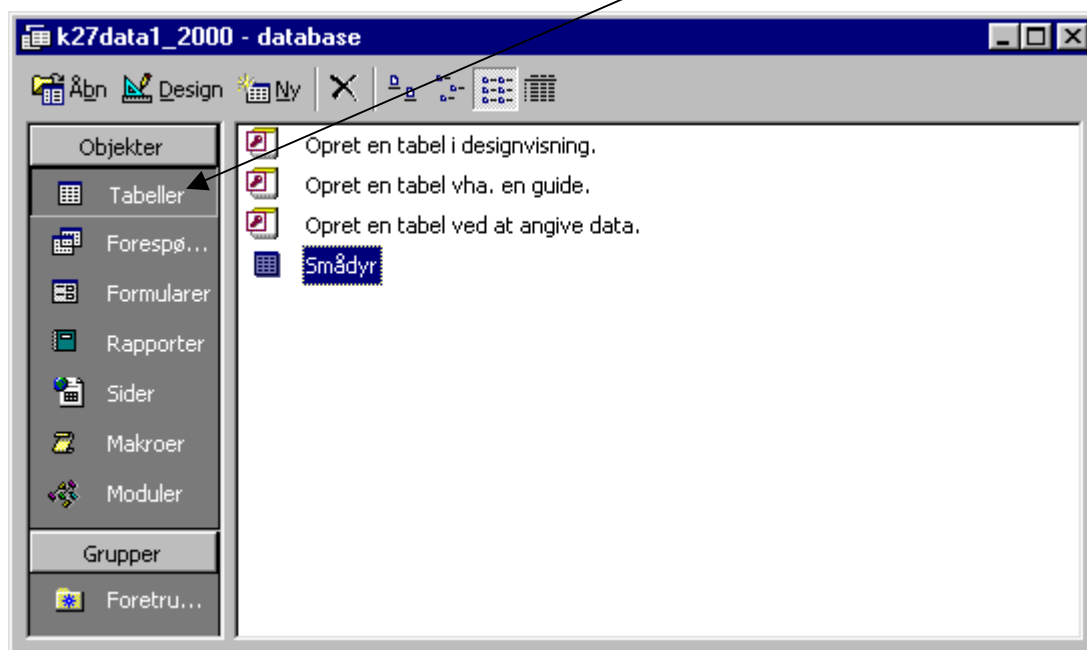 k27data1_2000 - database
Åbn Design Ny
Objekter
Tabeller
Forespø...
Formularer
Rapporter
Sider
Makroer
Moduler
Grupper
Foretru...
Opret en tabel i designvisning.
Opret en tabel vha. en guide.
Opret en tabel ved at angive data.
Smådyr